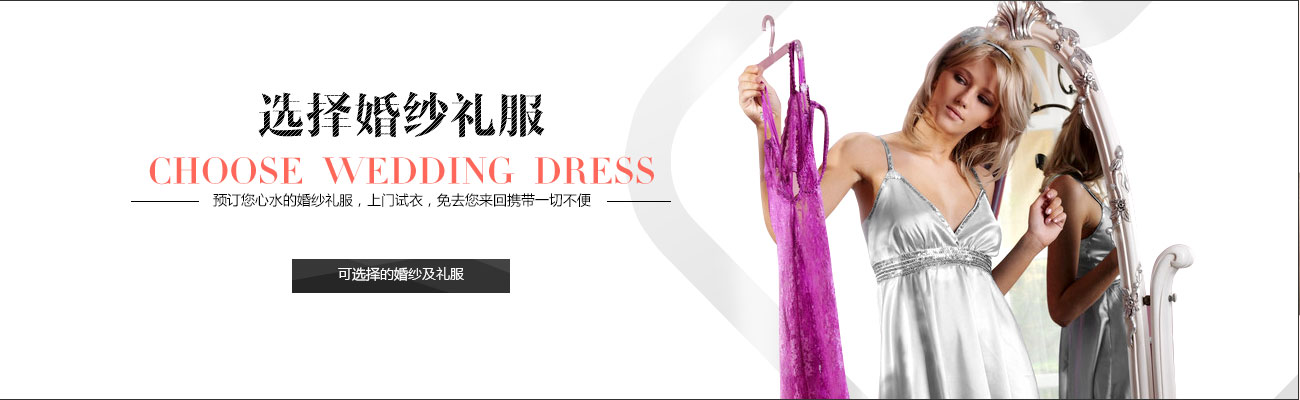 选择婚纱礼服
CHOOSE WEDDING DRESS
预订您心水的婚纱礼服，上门试衣，免去您来回携带一切不便
可选择的婚纱及礼服